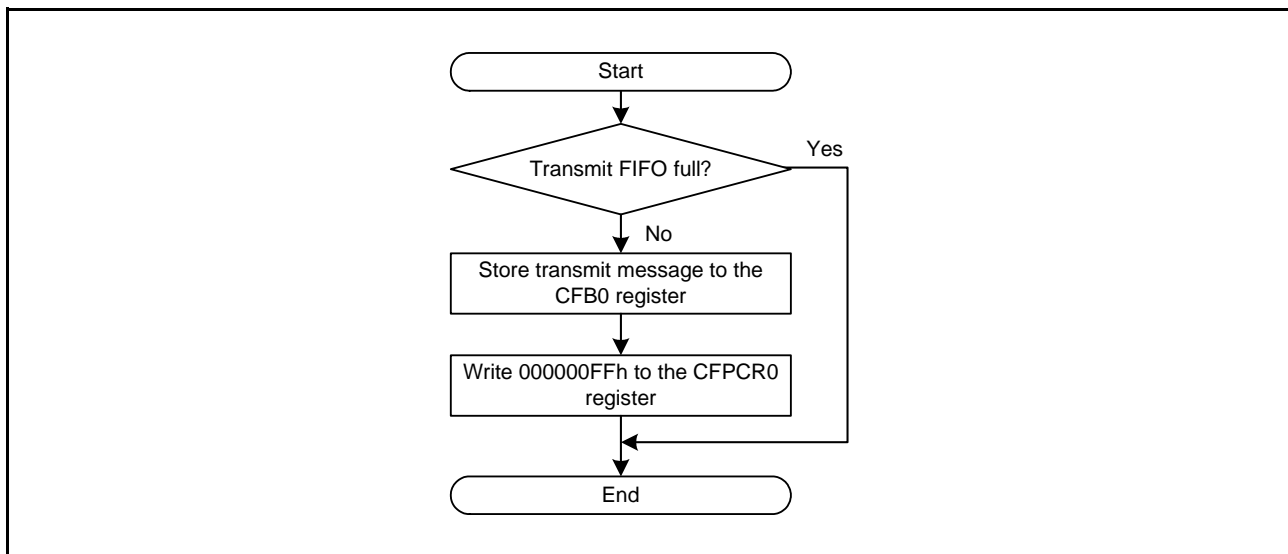 Start
Transmit FIFO full?
Yes
No
Store transmit message to the
CFB0 register
Write 000000FFh to the CFPCR0
register
End